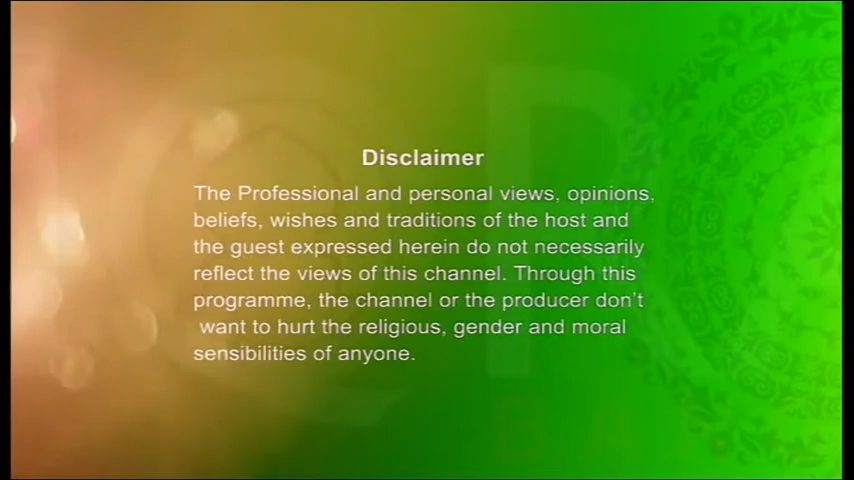 Disclaimer
The Professional and personal views, opinions,
beliefs, wishes and traditions of the host and
the guest expressed herein do not necessarily
reflect the views of this channel. Through this
programme, the channel or the producer don't
want to hurt the religious, gender and moral
sensibilities of anyone.